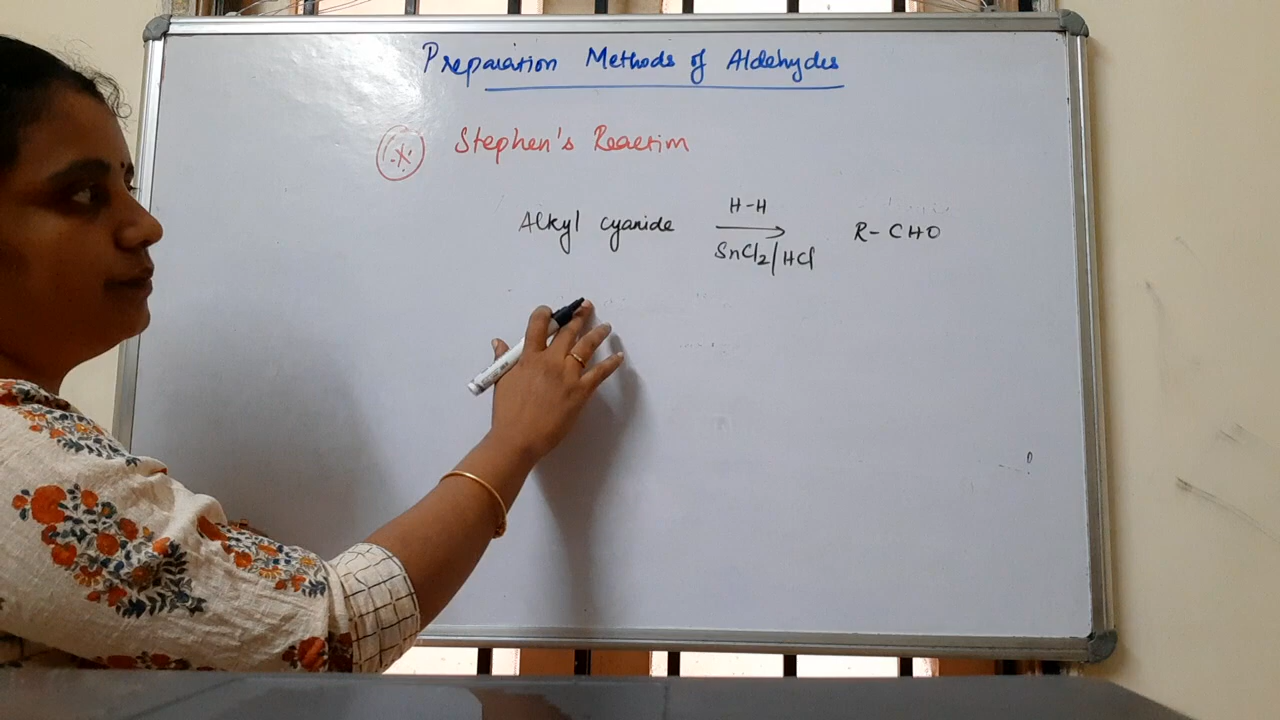 Preparation Methods of Aldehydes
(*) Stephen's Reaction
Alkyl cyanide H-H → SnCl2/HCl R-CHO